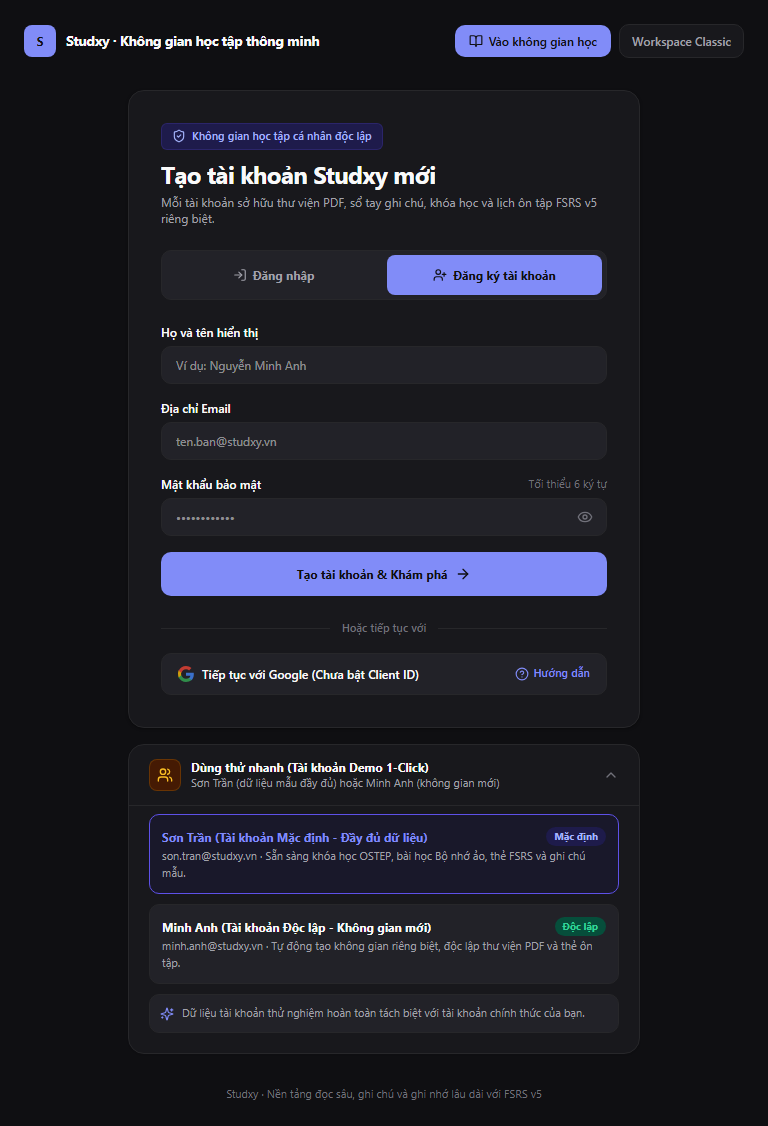 S
Studxy · Không gian học tập thông minh
Vào không gian học
Workspace Classic
Không gian học tập cá nhân độc lập
Tạo tài khoản Studxy mới
Mỗi tài khoản sở hữu thư viện PDF, sổ tay ghi chú, khóa học và lịch ôn tập FSRS v5
riêng biệt.
Đăng nhập
Đăng ký tài khoản
Họ và tên hiển thị
Ví dụ: Nguyễn Minh Anh
Địa chỉ Email
ten.ban@studxy.vn
Mật khẩu bảo mật
Tối thiểu 6 ký tự
••••••••••••
Tạo tài khoản & Khám phá
Hoặc tiếp tục với
Tiếp tục với Google (Chưa bật Client ID)
Hướng dẫn
Dùng thử nhanh (Tài khoản Demo 1-Click)
Sơn Trần (dữ liệu mẫu đầy đủ) hoặc Minh Anh (không gian mới)
Sơn Trần (Tài khoản Mặc định - Đầy đủ dữ liệu)
Mặc định
son.tran@studxy.vn · Sẵn sàng khóa học OSTEP, bài học Bộ nhớ ảo, thẻ FSRS và ghi chú
mẫu.
Minh Anh (Tài khoản Độc lập - Không gian mới)
Độc lập
minh.anh@studxy.vn · Tự động tạo không gian riêng biệt, độc lập thư viện PDF và thẻ ôn
tập.
Dữ liệu tài khoản thử nghiệm hoàn toàn tách biệt với tài khoản chính thức của bạn.
Studxy · Nền tảng đọc sâu, ghi chú và ghi nhớ lâu dài với FSRS v5